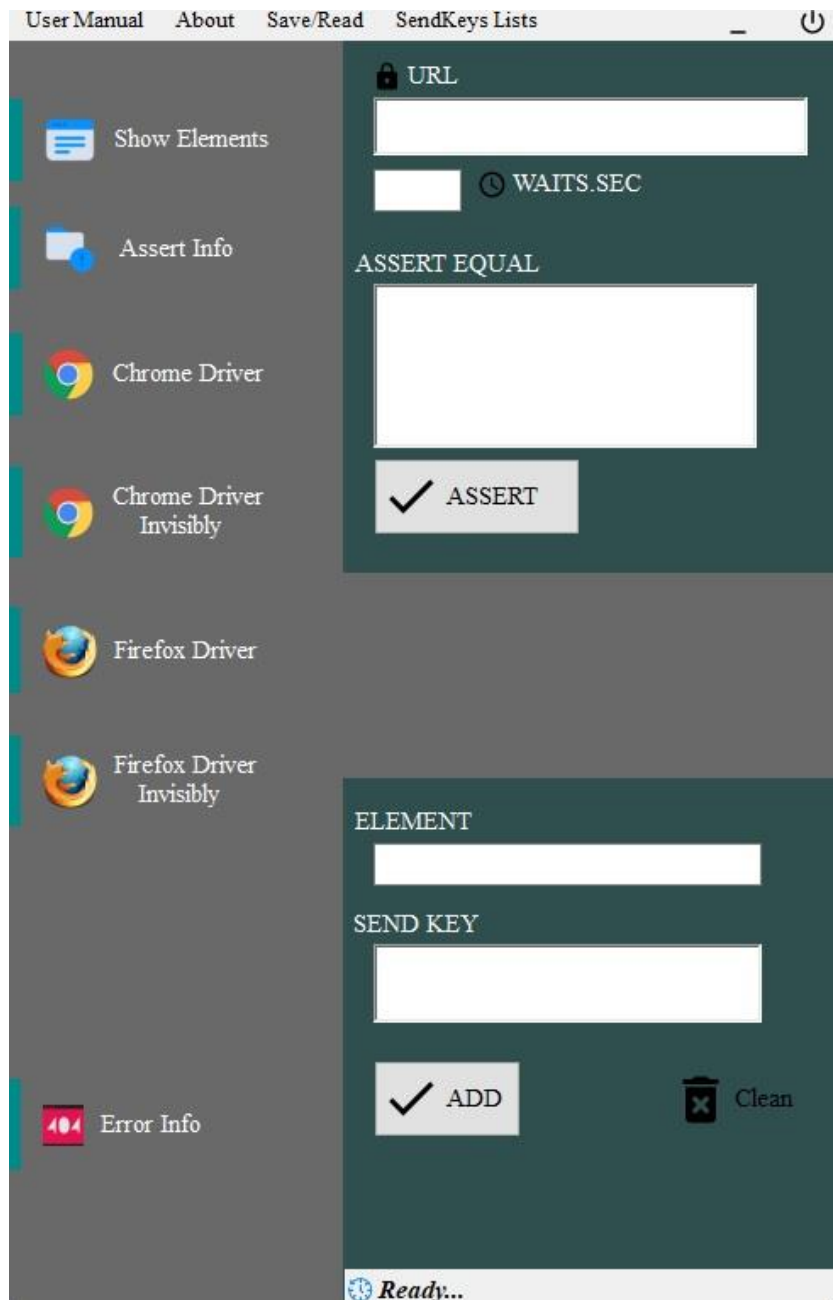 User Manual About Save/Read SendKeys Lists
URL
Show Elements
WAITS.SEC
Assert Info
ASSERT EQUAL
Chrome Driver
Chrome Driver
Invisibly
ASSERT
Firefox Driver
Firefox Driver
Invisibly
ELEMENT
SEND KEY
ADD
Clean
404
Error Info
Ready...